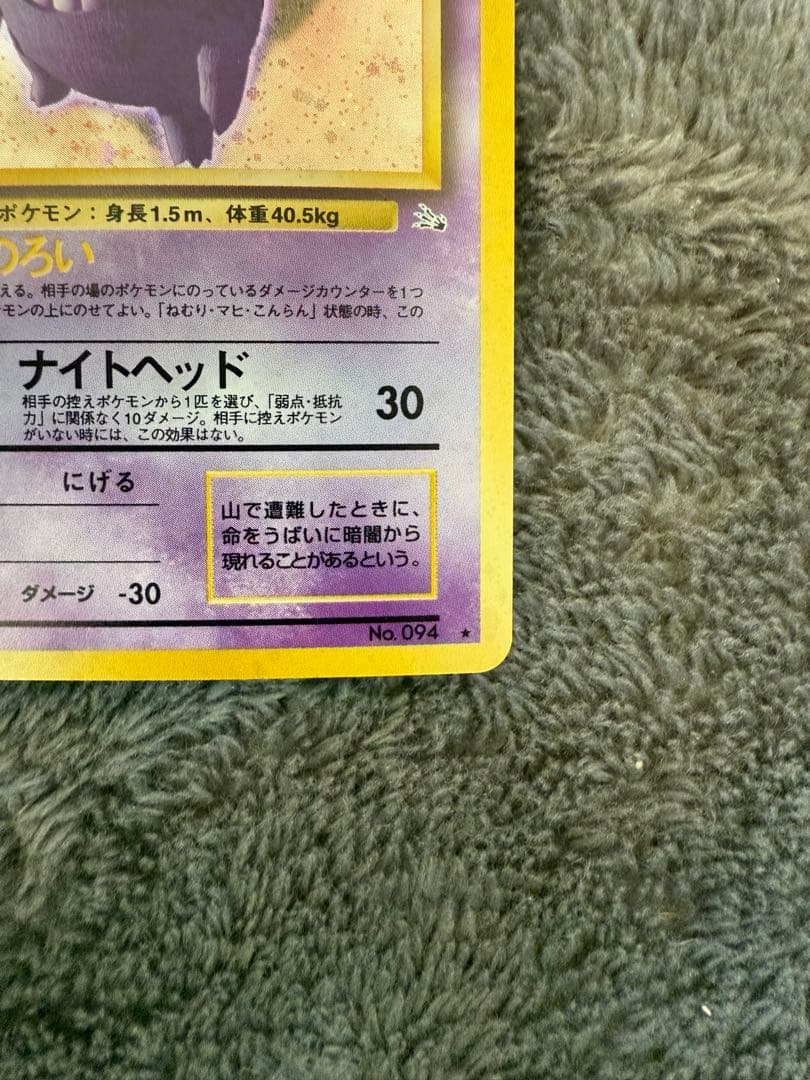 ポケモン：身長1.5m、体重40.5kg
のろい
える。相手の場のポケモンにのっているダメージカウンターを1つ
モンの上にのせてよい。「ねむり・マヒ・こんらん」状態の時、この
ナイトヘッド
相手の控えポケモンから1匹を選び、「弱点・抵抗
力」に関係なく10ダメージ。相手に控えポケモン
がいない時には、この効果はない。
30
にげる
山で遭難したときに、
命をうばいに暗闇から
現れることがあるという。
ダメージ -30
No. 094 ★